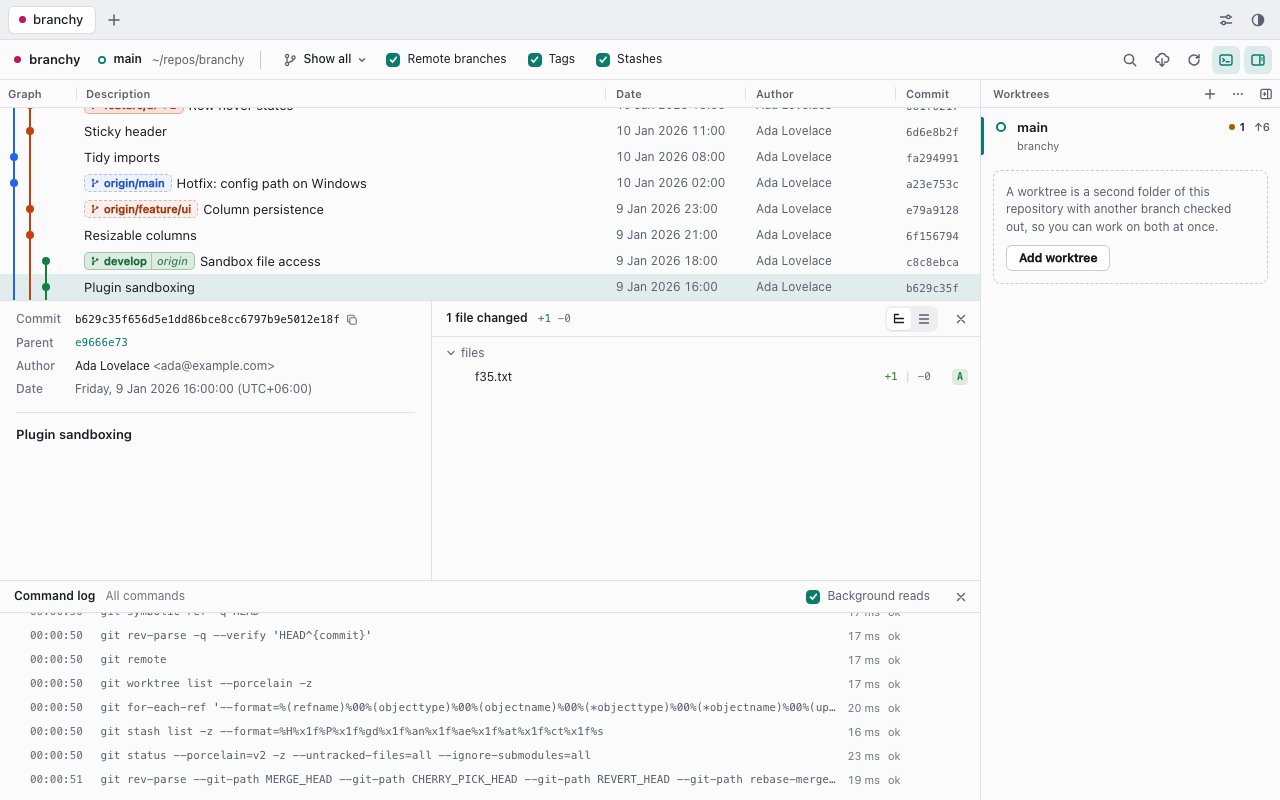 branchy
branchy main ~/repos/branchy Show all Remote branches Tags Stashes
Graph Description Date Author Commit
Sticky header 10 Jan 2026 11:00 Ada Lovelace 6d6e8b2f
Tidy imports 10 Jan 2026 08:00 Ada Lovelace fa294991
origin/main Hotfix: config path on Windows 10 Jan 2026 02:00 Ada Lovelace a23e753c
origin/feature/ui Column persistence 9 Jan 2026 23:00 Ada Lovelace e79a9128
Resizable columns 9 Jan 2026 21:00 Ada Lovelace 6f156794
develop origin Sandbox file access 9 Jan 2026 18:00 Ada Lovelace c8c8ebca
Plugin sandboxing 9 Jan 2026 16:00 Ada Lovelace b629c35f
Commit b629c35f656d5e1dd86bce8cc6797b9e5012e18f
Parent e9666e73
Author Ada Lovelace <ada@example.com>
Date Friday, 9 Jan 2026 16:00:00 (UTC+06:00)
Plugin sandboxing
1 file changed +1 −0
files
f35.txt +1 | −0 A
Command log All commands Background reads
00:00:50 git rev-parse -q --verify 'HEAD^{commit}' 17 ms ok
00:00:50 git remote 17 ms ok
00:00:50 git worktree list --porcelain -z 17 ms ok
00:00:50 git for-each-ref '--format=%(refname)%00%(objecttype)%00%(objectname)%00%(*objecttype)%00%(*objectname)%00%(up… 20 ms ok
00:00:50 git stash list -z --format=%H%x1f%P%x1f%gd%x1f%an%x1f%ae%x1f%at%x1f%ct%x1f%s 16 ms ok
00:00:50 git status --porcelain=v2 -z --untracked-files=all --ignore-submodules=all 23 ms ok
00:00:51 git rev-parse --git-path MERGE_HEAD --git-path CHERRY_PICK_HEAD --git-path REVERT_HEAD --git-path rebase-merge… 19 ms ok
Worktrees
main 1 ↑6
branchy
A worktree is a second folder of this
repository with another branch checked
out, so you can work on both at once.
Add worktree